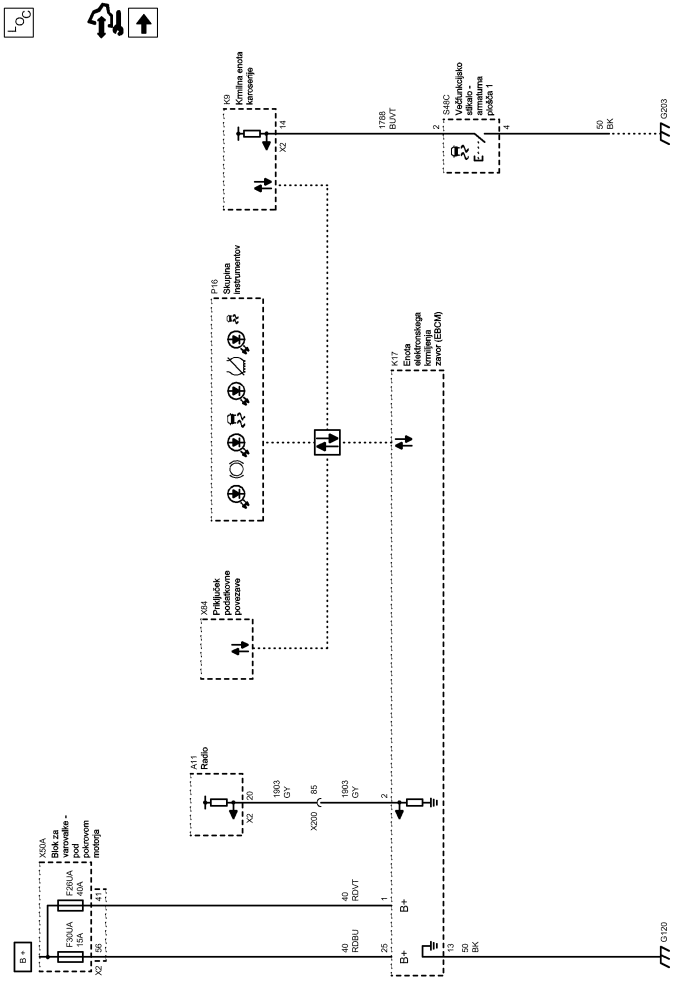 LOC
B +
X50A
Blok za
varovalke -
pod
pokrovom
motorja
F30UA
15A
F26UA
40A
X2
56
41
40
RDBU
40
RDVT
25
1
B+
B+
13
50
BK
G120
A11
Radio
X2
20
1903
GY
X200
85
1903
GY
2
X84
Priključek
podatkovne
povezave
P16
Skupina
instrumentov
K17
Enota
elektronskega
krmiljenja
zavor (EBCM)
K9
Krmilna enota
karoserije
X2
14
1788
BUVT
S48C
Večfunkcijsko
stikalo -
armaturna
plošča 1
2
4
50
BK
G203